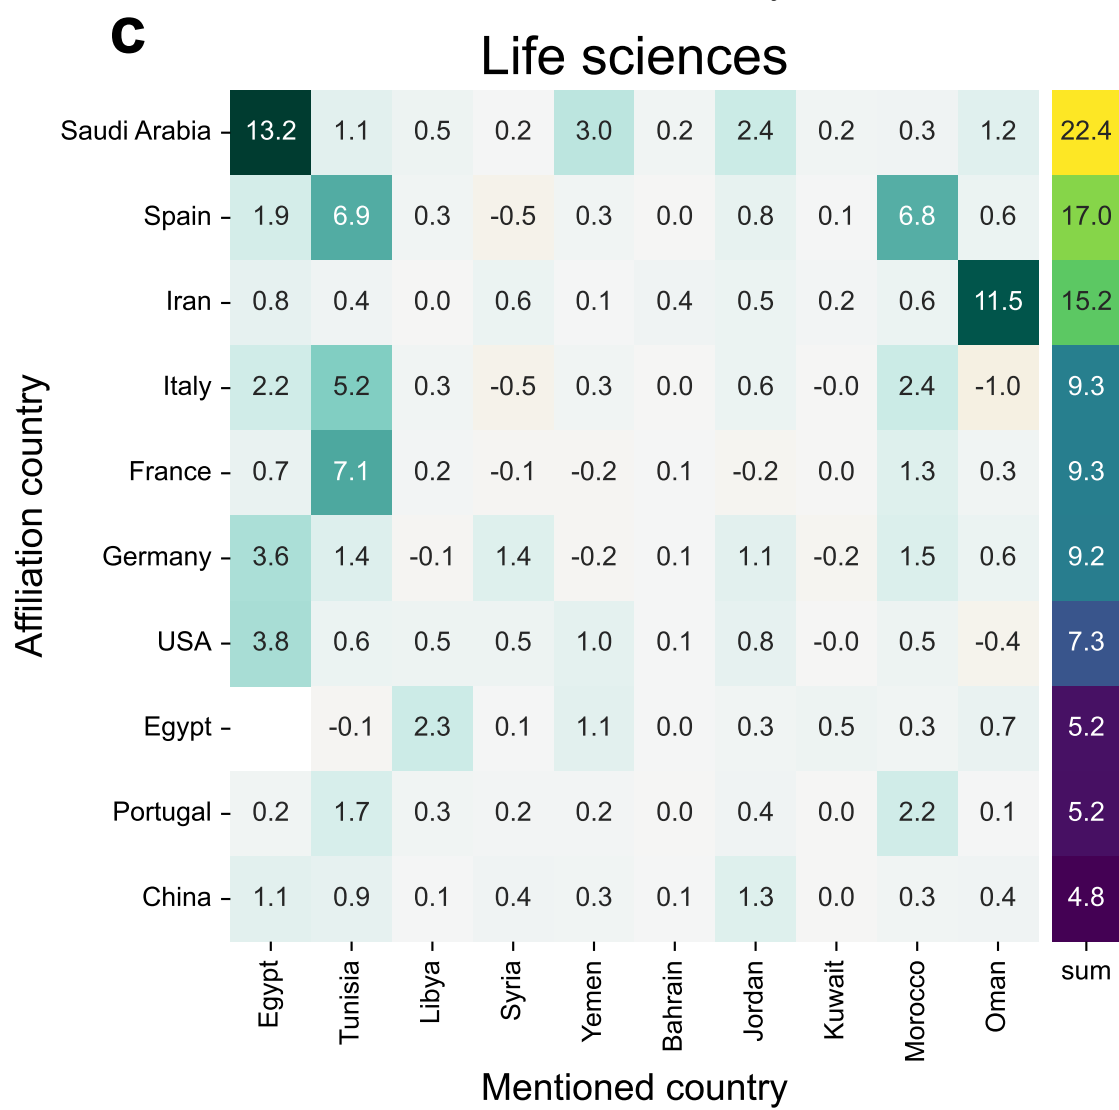 c
Life sciences
Saudi Arabia 13.2 1.1 0.5 0.2 3.0 0.2 2.4 0.2 0.3 1.2 22.4
Spain 1.9 6.9 0.3 -0.5 0.3 0.0 0.8 0.1 6.8 0.6 17.0
Iran 0.8 0.4 0.0 0.6 0.1 0.4 0.5 0.2 0.6 11.5 15.2
Italy 2.2 5.2 0.3 -0.5 0.3 0.0 0.6 -0.0 2.4 -1.0 9.3
France 0.7 7.1 0.2 -0.1 -0.2 0.1 -0.2 0.0 1.3 0.3 9.3
Germany 3.6 1.4 -0.1 1.4 -0.2 0.1 1.1 -0.2 1.5 0.6 9.2
USA 3.8 0.6 0.5 0.5 1.0 0.1 0.8 -0.0 0.5 -0.4 7.3
Egypt -0.1 2.3 0.1 1.1 0.0 0.3 0.5 0.3 0.7 5.2
Portugal 0.2 1.7 0.3 0.2 0.2 0.0 0.4 0.0 2.2 0.1 5.2
China 1.1 0.9 0.1 0.4 0.3 0.1 1.3 0.0 0.3 0.4 4.8
Egypt Tunisia Libya Syria Yemen Bahrain Jordan Kuwait Morocco Oman sum
Mentioned country
Affiliation country